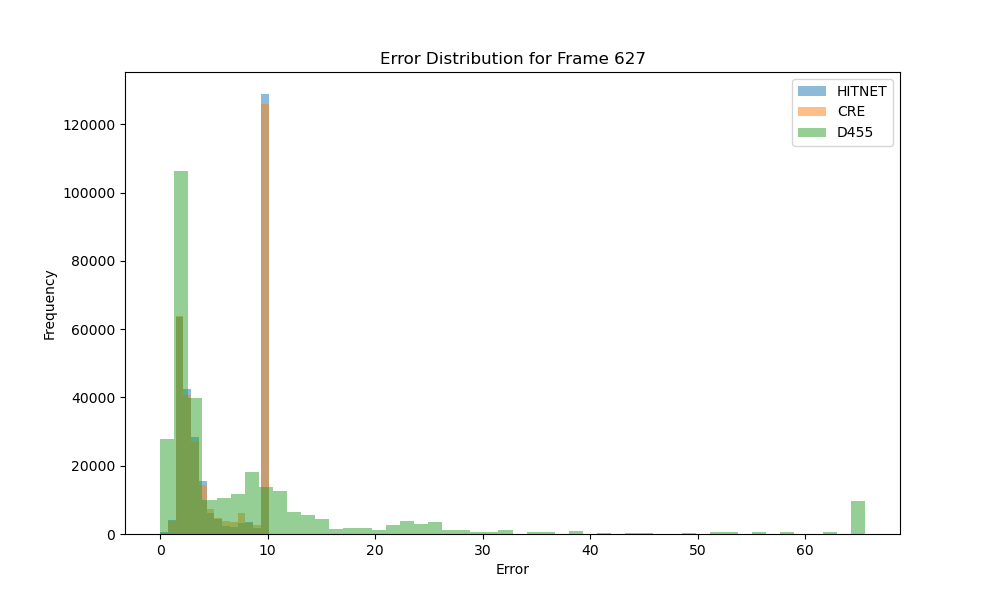 Error Distribution for Frame 627
HITNET
CRE
D455
120000
100000
80000
60000
40000
20000
0
Frequency
0 10 20 30 40 50 60
Error